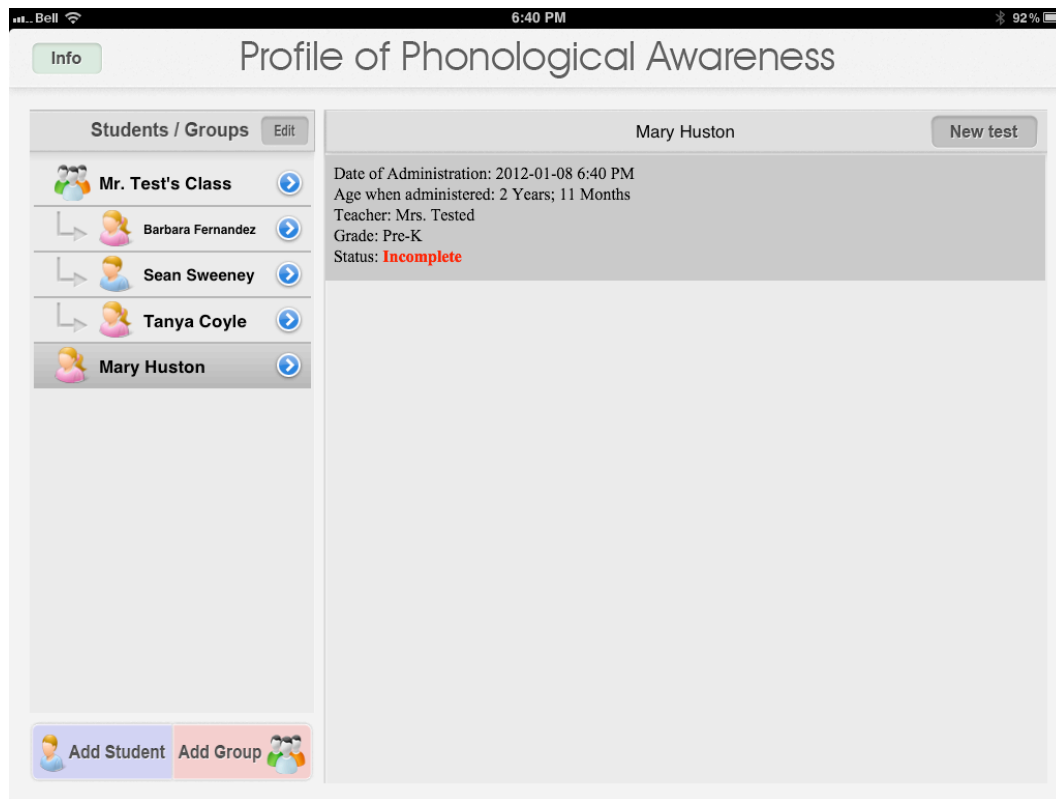 Bell
6:40 PM
92%
Info
Profile of Phonological Awareness
Students / Groups
Edit
Mr. Test's Class
Barbara Fernandez
Sean Sweeney
Tanya Coyle
Mary Huston
Add Student
Add Group
Mary Huston
New test
Date of Administration: 2012-01-08 6:40 PM
Age when administered: 2 Years; 11 Months
Teacher: Mrs. Tested
Grade: Pre-K
Status: Incomplete